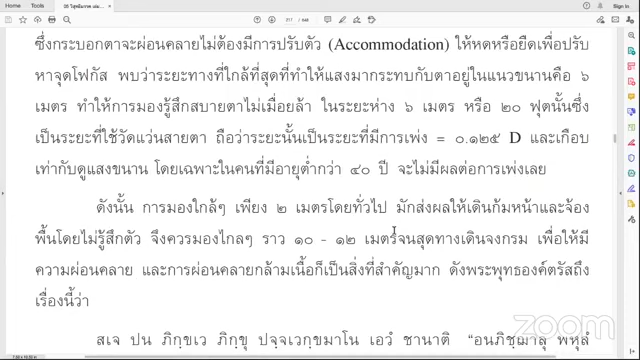 Home
Tools
Sign In
ซึ่งกระบอกตาจะผ่อนคลายไม่ต้องมีการปรับตัว (Accommodation) ให้หดหรือยืดเพื่อปรับ
หาจุดโฟกัส พบว่าระยะทางที่ใกล้ที่สุดที่ทำให้แสงมากระทบกับตาอยู่ในแนวขนานคือ ๖
เมตร ทำให้การมองรู้สึกสบายตาไม่เมื่อยล้า ในระยะห่าง ๖ เมตร หรือ ๒๐ ฟุตนั้นซึ่ง
เป็นระยะที่ใช้วัดแว่นสายตา ถือว่าระยะนั้นเป็นระยะที่มีการเพ่ง = ๐.๑๒๕ D และเกือบ
เท่ากับดูแสงขนาน โดยเฉพาะในคนที่มีอายุต่ำกว่า ๔๐ ปี จะไม่มีผลต่อการเพ่งเลย
ดังนั้น การมองใกล้ๆ เพียง ๒ เมตรโดยทั่วไป มักส่งผลให้เดินก้มหน้าและจ้อง
พื้นโดยไม่รู้สึกตัว จึงควรมองไกลๆ ราว ๑๐ - ๑๒ เมตรจนสุดทางเดินจงกรม เพื่อให้มี
ความผ่อนคลาย และการผ่อนคลายกล้ามเนื้อก็เป็นสิ่งที่สำคัญมาก ดังพระพุทธองค์ตรัสถึง
เรื่องนี้ว่า
สเจ ปน ภิกฺขเว ภิกฺขุ ปจฺจเวกฺขมาโน เอวํ ชานาติ “อนภิชฺฌาลุ พหุลํ
zoom